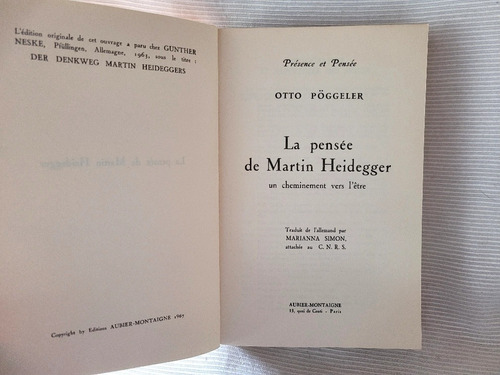 L'édition originale de cet ouvrage a paru chez GUNTHER
NESKE, Pfüllingen, Allemagne, 1963, sous le titre :
DER DENKWEG MARTIN HEIDEGGERS
Copyright by Editions AUBIER-MONTAIGNE 1967
Présence et Pensée
OTTO PÖGGELER
La pensée
de Martin Heidegger
un cheminement vers l'être
Traduit de l'allemand par
MARIANNA SIMON,
attachée au C. N. R. S.
AUBIER-MONTAIGNE
13, quai de Conti - Paris